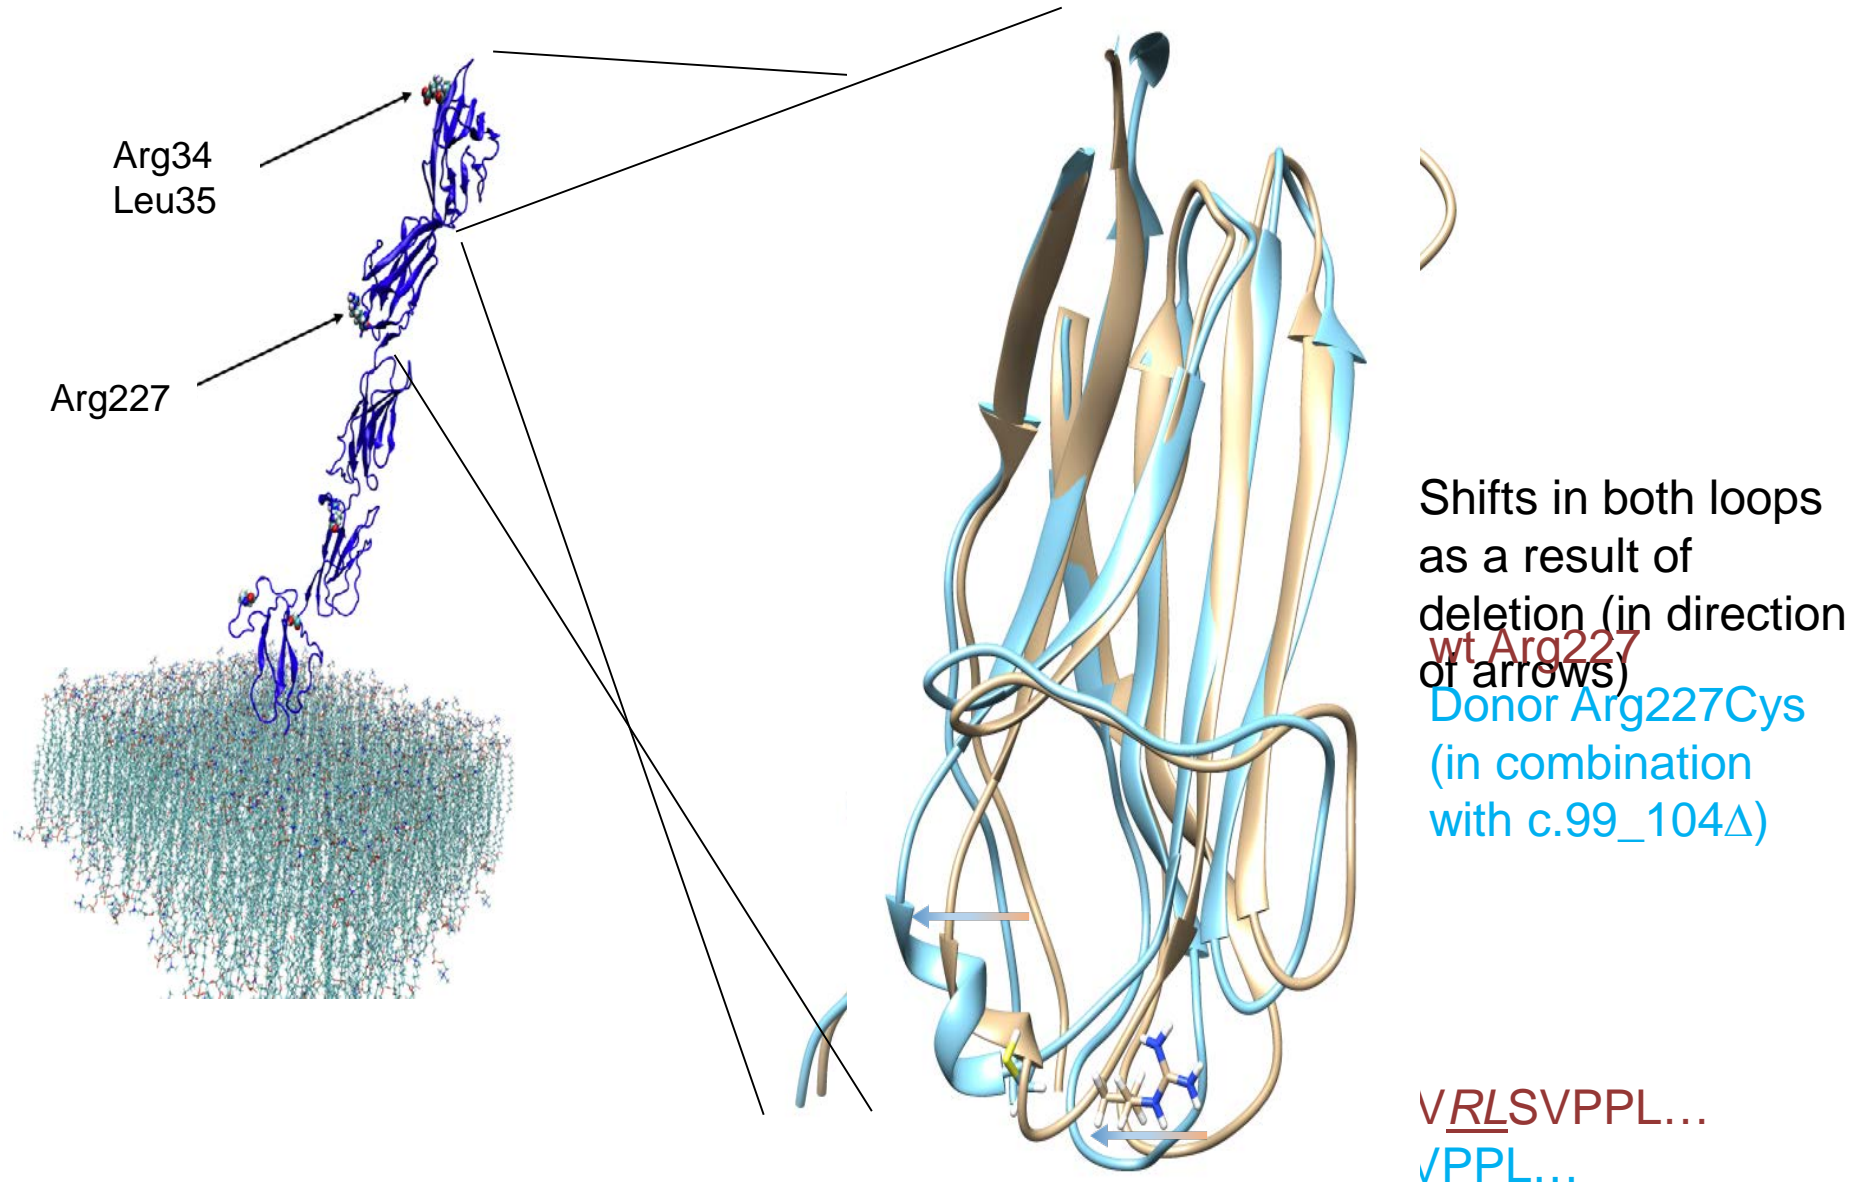 Arg34
Leu35
Arg227
Shifts in both loops
as a result of
deletion (in direction
of arrows)
wt Arg227
Donor Arg227Cys
(in combination
with c.99_104Δ)
VRLSVPPL…
VPPL…